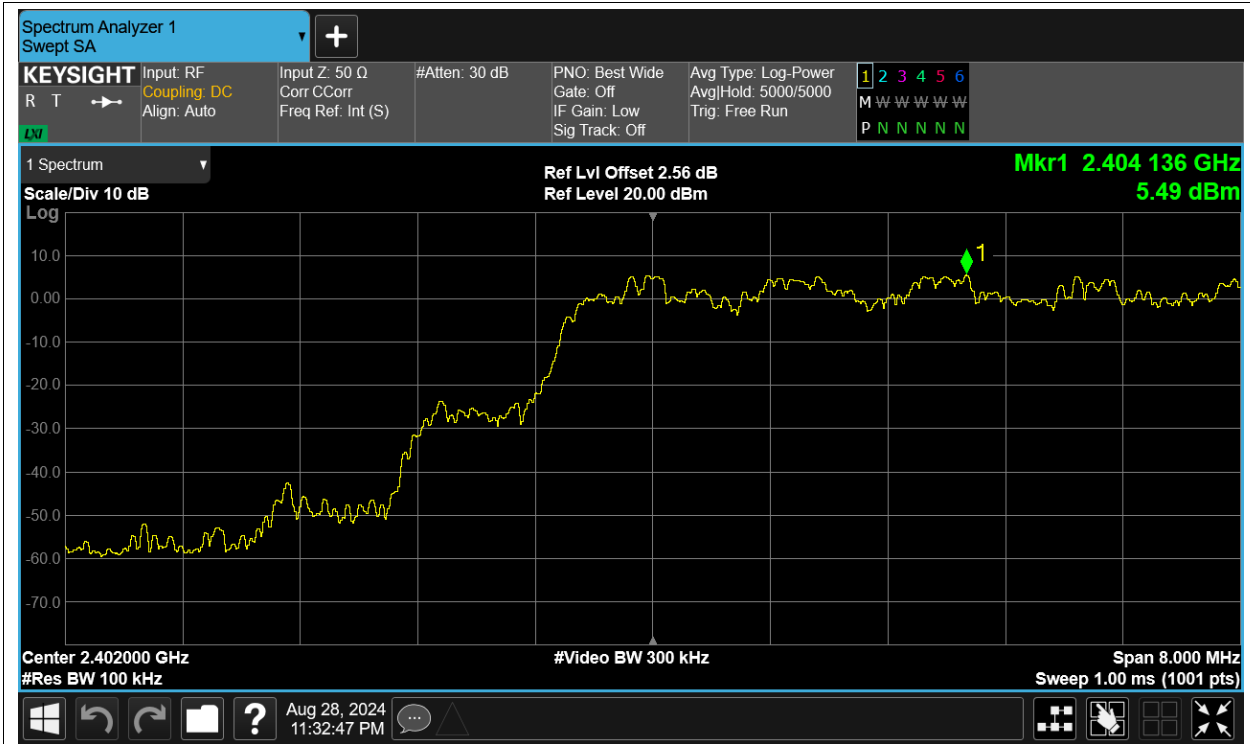 Spectrum Analyzer 1
Swept SA
+
KEYSIGHT
R T
LXI
Input: RF
Coupling: DC
Align: Auto
Input Z: 50 Ω
Corr CCorr
Freq Ref: Int (S)
#Atten: 30 dB
PNO: Best Wide
Gate: Off
IF Gain: Low
Sig Track: Off
Avg Type: Log-Power
Avg|Hold: 5000/5000
Trig: Free Run
1 2 3 4 5 6
M W W W W W W
P N N N N N
1 Spectrum
Scale/Div 10 dB
Log
Ref Lvl Offset 2.56 dB
Ref Level 20.00 dBm
Mkr1 2.404 136 GHz
5.49 dBm
1
10.0
0.00
-10.0
-20.0
-30.0
-40.0
-50.0
-60.0
-70.0
Center 2.402000 GHz
#Res BW 100 kHz
#Video BW 300 kHz
Span 8.000 MHz
Sweep 1.00 ms (1001 pts)
?
Aug 28, 2024
11:32:47 PM